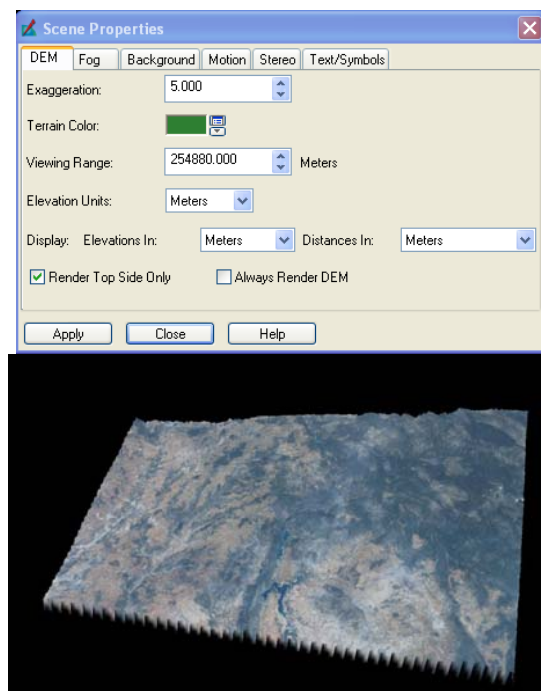 Scene Properties
DEM Fog Background Motion Stereo Text/Symbols
Exaggeration: 5.000
Terrain Color:
Viewing Range: 254880.000 Meters
Elevation Units: Meters
Display: Elevations In: Meters Distances In: Meters
Render Top Side Only Always Render DEM
Apply Close Help